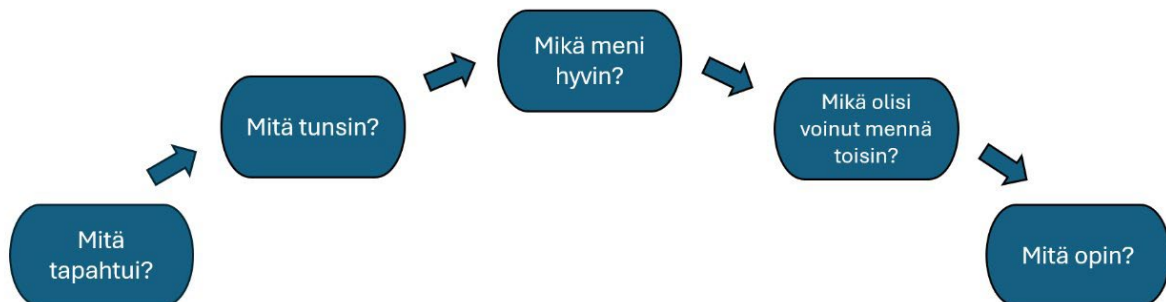 Mitä
tapahtui?
Mitä tunsin?
Mikä meni
hyvin?
Mikä olisi
voinut mennä
toisin?
Mitä opin?